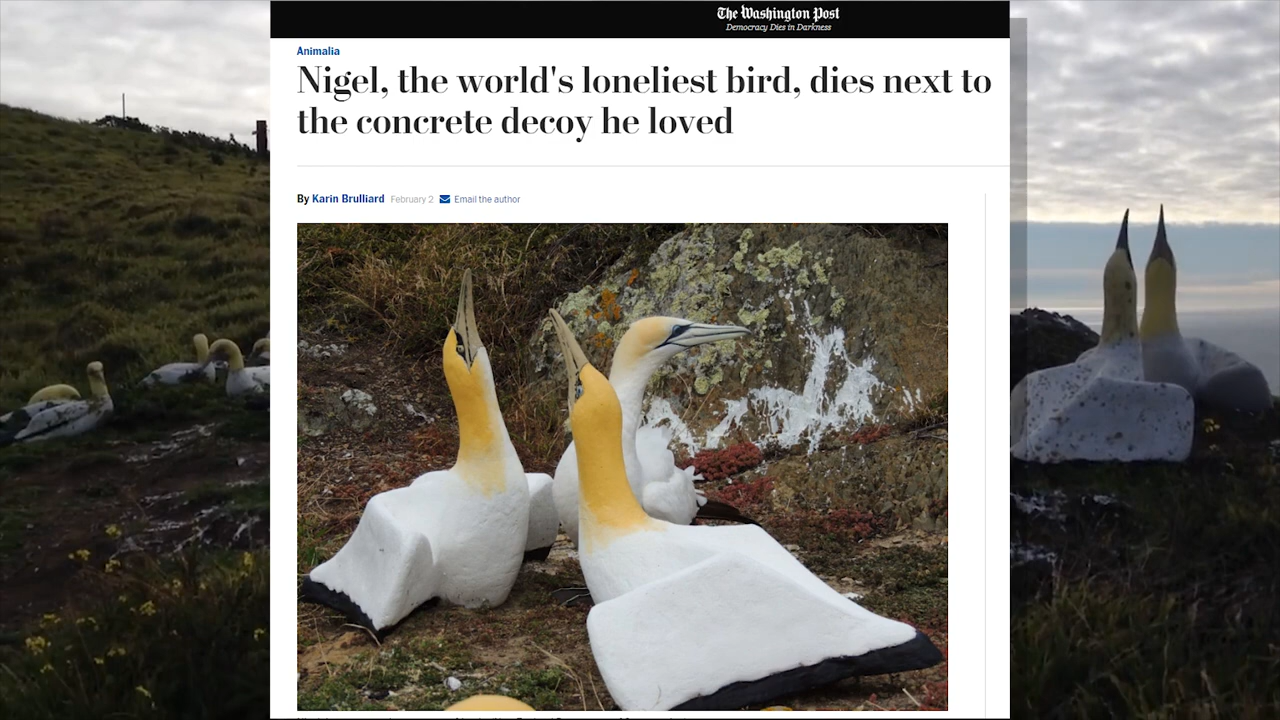 The Washington Post
Democracy Dies in Darkness
Animalia
Nigel, the world's loneliest bird, dies next to
the concrete decoy he loved
By Karin Brulliard February 2 Email the author